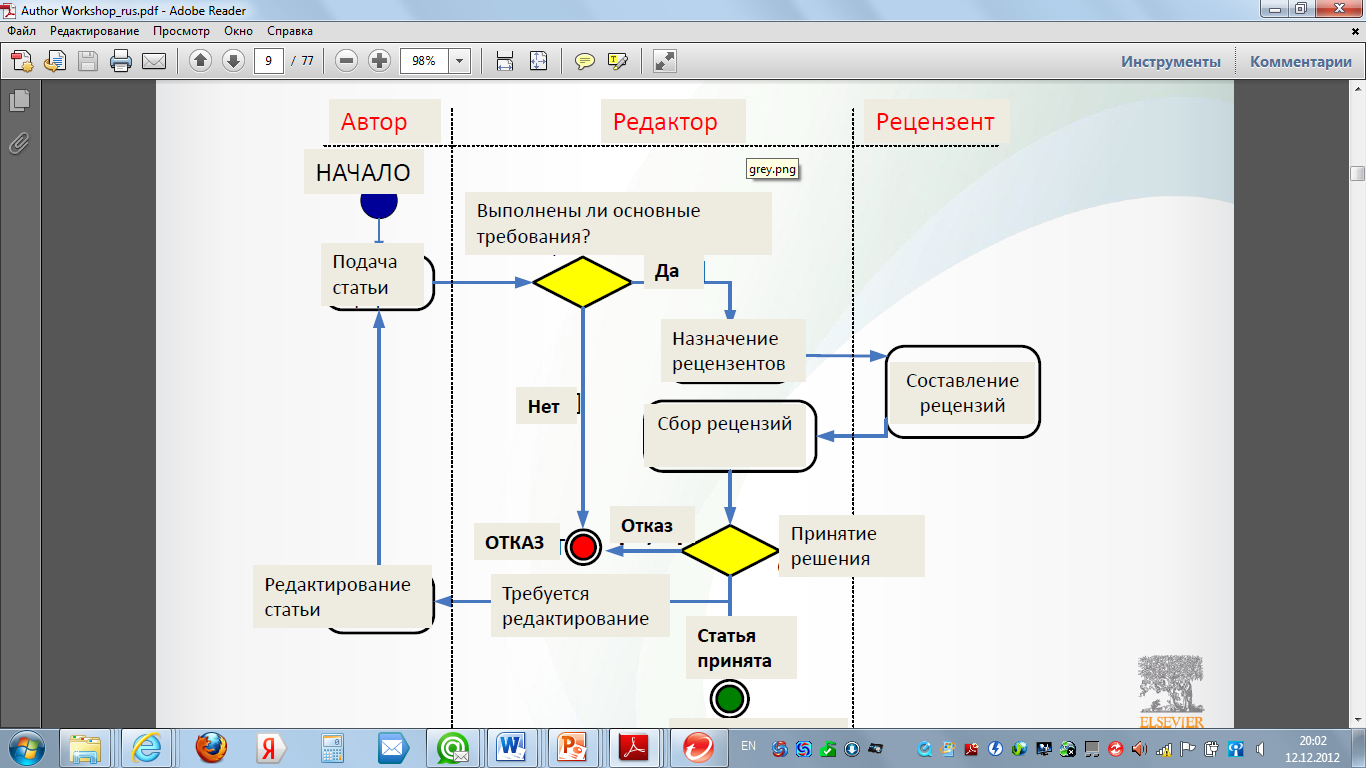 Author Workshop_rus.pdf - Adobe Reader
Файл Редактирование Просмотр Окно Справка
9 / 77 98% Инструменты Комментарии
Автор Редактор Рецензент
НАЧАЛО
grey.png
Выполнены ли основные
требования?
Подача
статьи
Да
Назначение
рецензентов
Составление
рецензий
Нет
Сбор рецензий
Отказ
ОТКАЗ
Принятие
решения
Редактирование
статьи
Требуется
редактирование
Статья
принята
ELSEVIER
EN
20:02
12.12.2012